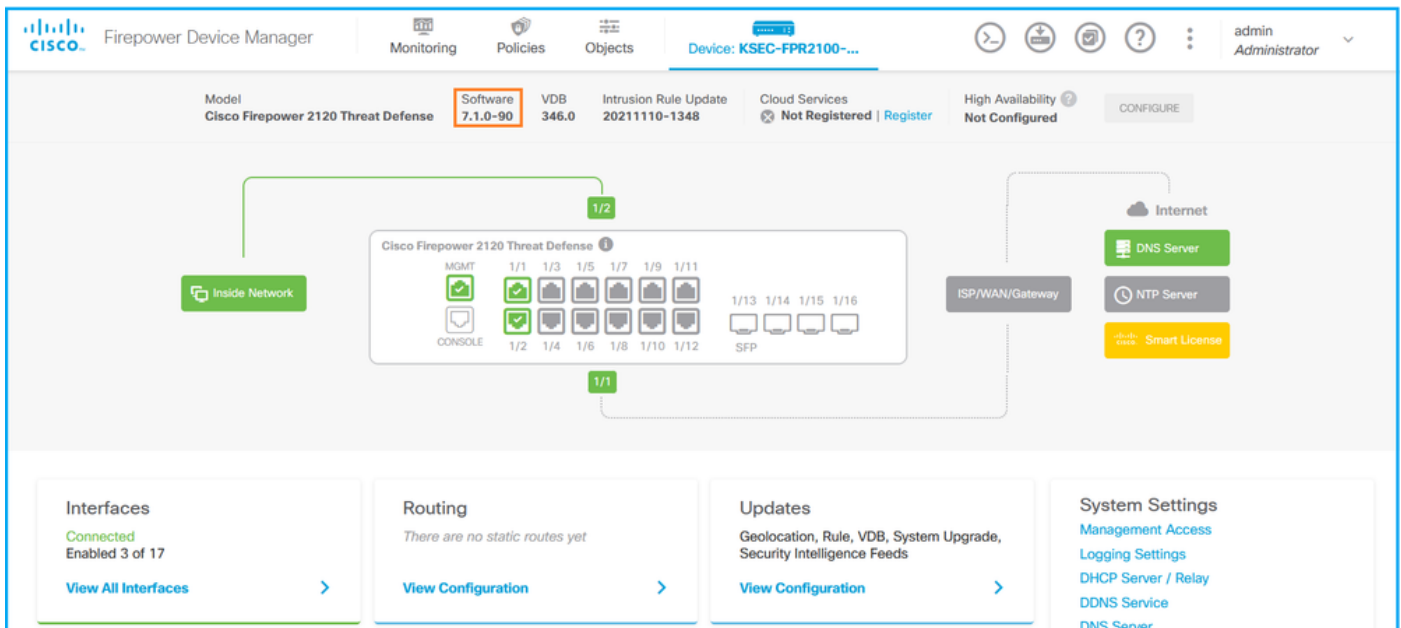 CISCO
Firepower Device Manager
Monitoring
Policies
Objects
Device: KSEC-FPR2100-...
admin
Administrator
Model
Cisco Firepower 2120 Threat Defense
Software
7.1.0-90
VDB
346.0
Intrusion Rule Update
20211110-1348
Cloud Services
Not Registered | Register
High Availability ?
Not Configured
CONFIGURE
1/2
Internet
Cisco Firepower 2120 Threat Defense
MGMT 1/1 1/3 1/5 1/7 1/9 1/11
DNS Server
Inside Network
1/13 1/14 1/15 1/16
ISP/WAN/Gateway
NTP Server
CONSOLE 1/2 1/4 1/6 1/8 1/10 1/12 SFP
CISCO Smart License
1/1
Interfaces
Connected
Enabled 3 of 17
View All Interfaces
Routing
There are no static routes yet
View Configuration
Updates
Geolocation, Rule, VDB, System Upgrade,
Security Intelligence Feeds
View Configuration
System Settings
Management Access
Logging Settings
DHCP Server / Relay
DDNS Service
DNS Server